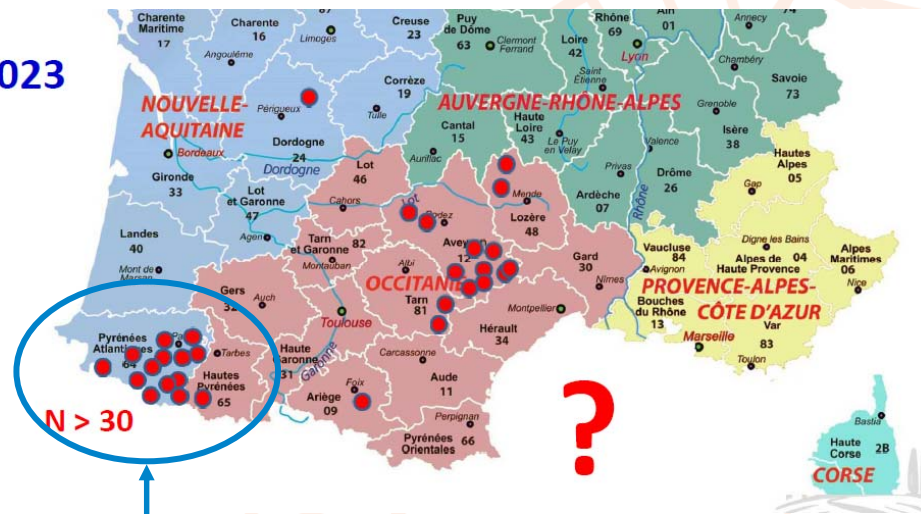 023
Charente
Maritime
17
Charente
16
Angoulême
87
Limoges
Creuse
23
Puy
de Dôme
63
Clermont
Ferrand
Loire
42
Saint
Étienne
Rhône
69
Lyon
Ain
01
74
Annecy
Chambéry
Savoie
73
NOUVELLE-
AQUITAINE
Périgueux
Corrèze
19
Tulle
AUVERGNE-RHÔNE-ALPES
Grenoble
Isère
38
Bordeaux
Dordogne
24
Dordogne
Cantal
15
Aurillac
Haute
Loire
43
Le Puy
en Velay
Valence
Privas
Drôme
26
Ardèche
07
Rhône
Hautes
Alpes
05
Gap
Gironde
33
Lot
et Garonne
47
Agen
Lot
46
Cahors
Lot
Rodez
Mende
Lozère
48
Landes
40
Mont de
Marsan
Tarn
et Garonne
82
Montauban
Albi
Aveyron
12
Gard
30
Nîmes
Vaucluse
84
Avignon
Digne les Bains
Alpes de
Haute Provence
04
Alpes
Maritimes
06
Nice
Gers
32
Auch
OCCITANIE
Tarn
81
Toulouse
Montpellier
Hérault
34
PROVENCE-ALPES-
CÔTE D'AZUR
Bouches
du Rhône
13
Marseille
Var
83
Toulon
Pyrénées
Atlantiques
64
Tarbes
Hautes
Pyrénées
65
Haute
Garonne
31
Garonne
Carcassonne
Foix
Ariège
09
Aude
11
Perpignan
Pyrénées
Orientales
66
N > 30
?
Bastia
Haute
Corse
2B
CORSE